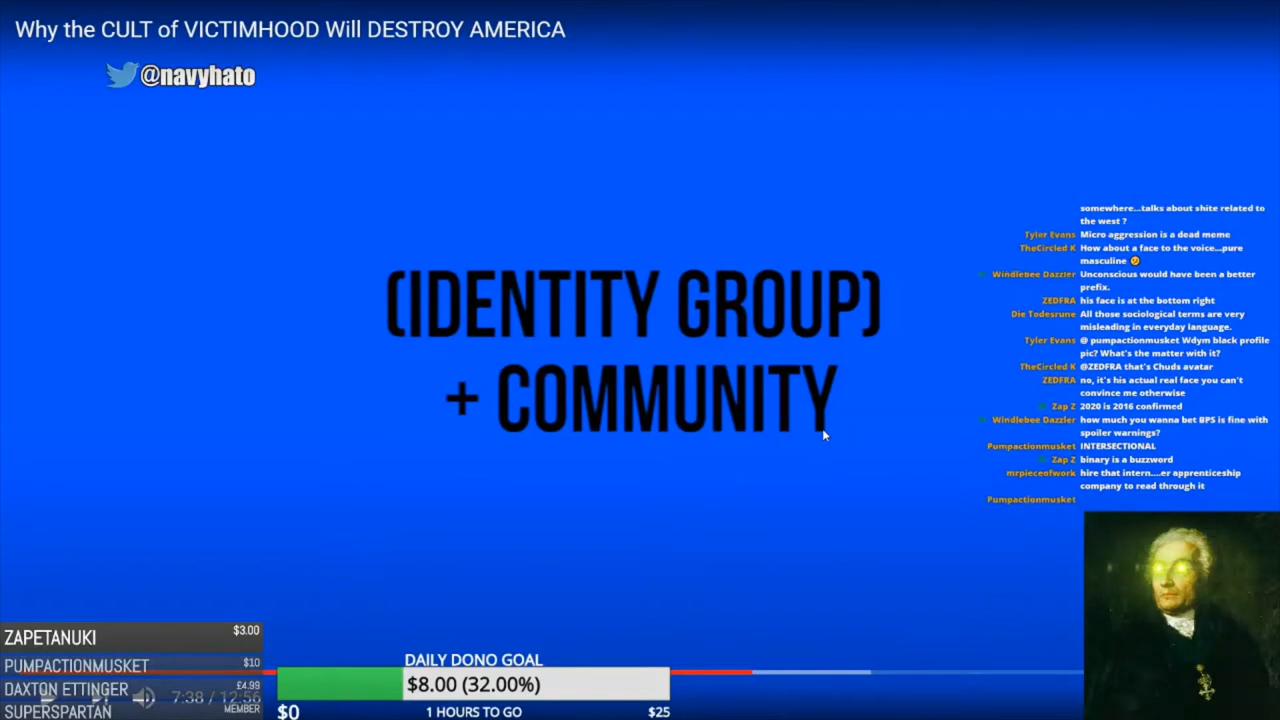 Why the CULT of VICTIMHOOD Will DESTROY AMERICA
@navyhato
(IDENTITY GROUP)
+ COMMUNITY
somewhere...talks about shite related to
the west ?
Tyler Evans Micro aggression is a dead meme
TheCircled K How about a face to the voice...pure
masculine 😏
Windlebee Dazzler Unconscious would have been a better
prefix.
ZEDFRA his face is at the bottom right
Die Todesrune All those sociological terms are very
misleading in everyday language.
Tyler Evans @ pumpactionmusket Wdym black profile
pic? What's the matter with it?
TheCircled K @ZEDFRA that's Chuds avatar
ZEDFRA no, it's his actual real face you can't
convince me otherwise
Zap Z 2020 is 2016 confirmed
Windlebee Dazzler how much you wanna bet BPS is fine with
spoiler warnings?
Pumpactionmusket INTERSECTIONAL
Zap Z binary is a buzzword
mrpieceofwork hire that intern....er apprenticeship
company to read through it
Pumpactionmusket
ZAPETANUKI $3.00
PUMPACTIONMUSKET $10
DAXTON ETTINGER £4.99
7:38 / 12:56
SUPERSPARTAN MEMBER
DAILY DONO GOAL
$8.00 (32.00%)
$0 1 HOURS TO GO $25